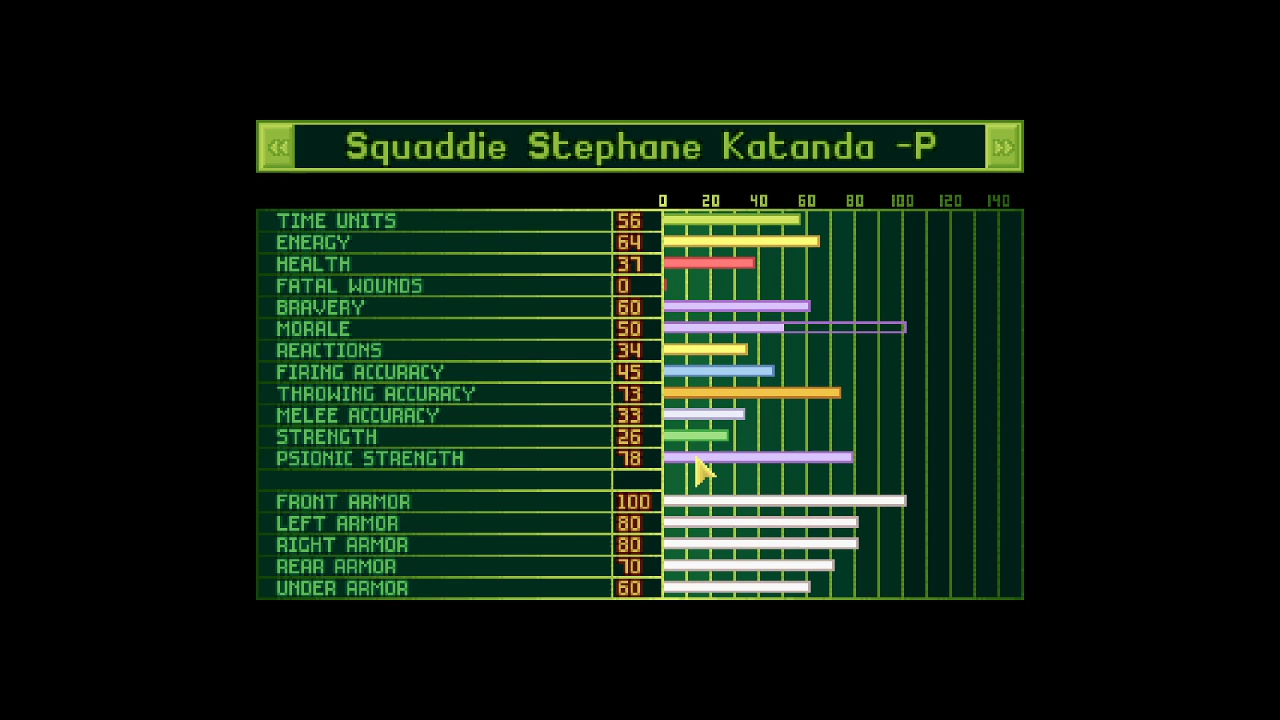 Squaddie Stephane Katanda -P
0 20 40 60 80 100 120 140
TIME UNITS 56
ENERGY 64
HEALTH 37
FATAL WOUNDS 0
BRAVERY 60
MORALE 50
REACTIONS 34
FIRING ACCURACY 45
THROWING ACCURACY 73
MELEE ACCURACY 33
STRENGTH 26
PSIONIC STRENGTH 78
FRONT ARMOR 100
LEFT ARMOR 80
RIGHT ARMOR 80
REAR ARMOR 70
UNDER ARMOR 60